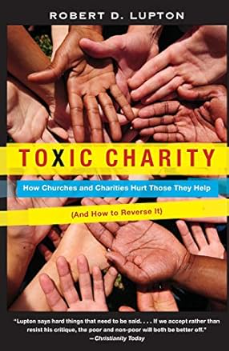 ROBERT D. LUPTON
TOXIC CHARITY
How Churches and Charities Hurt Those They Help
(And How to Reverse It)
"Lupton says hard things that need to be said. . . . If we accept rather than
resist his critique, the poor and non-poor will both be better off."
—Christianity Today